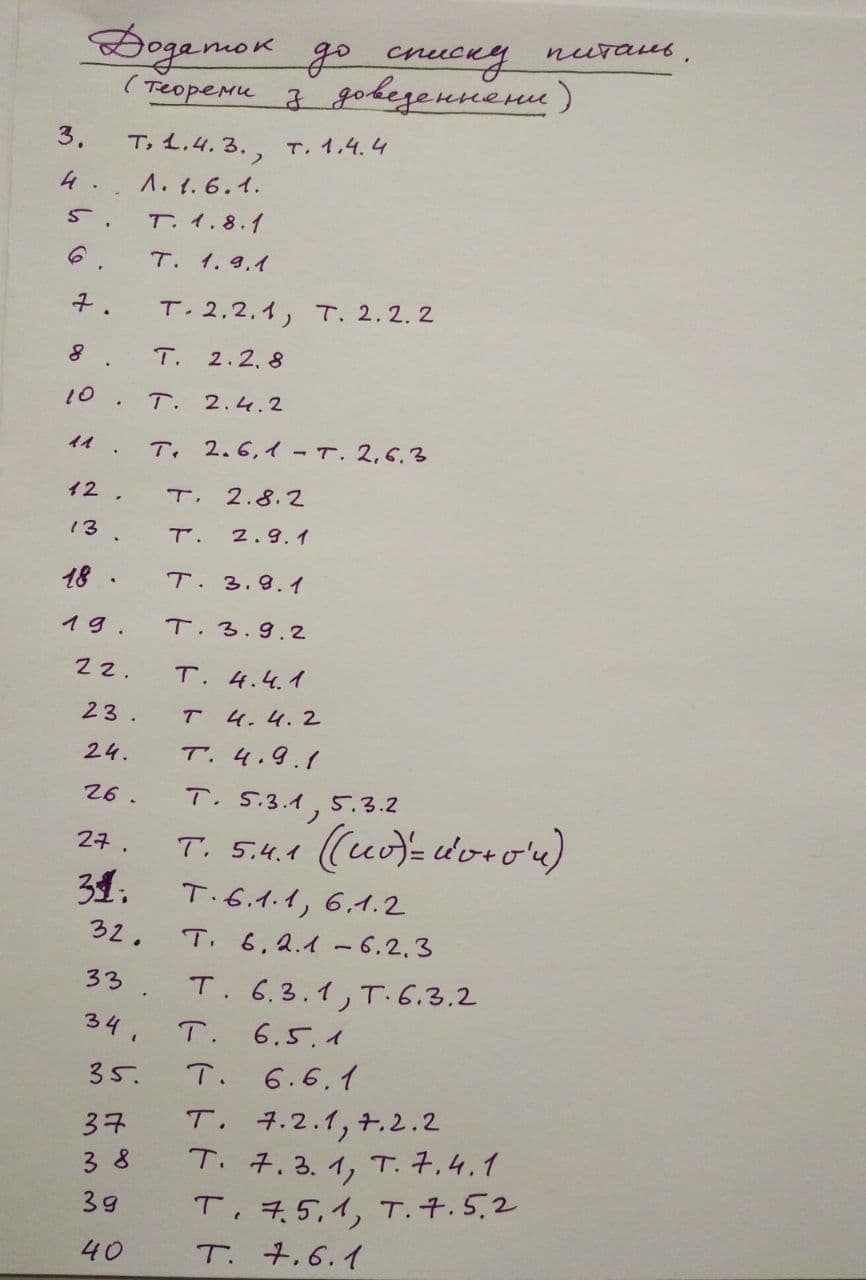 Додаток до списку питань.
(теореми з доведеннями)
3. Т. 1.4.3., т. 1.4.4
4. Л. 1.6.1.
5. Т. 1.8.1
6. Т. 1.9.1
7. Т. 2.2.1, Т. 2.2.2
8. Т. 2.2.8
10. Т. 2.4.2
11. Т. 2.6.1 - Т. 2.6.3
12. Т. 2.8.2
13. Т. 2.9.1
18. Т. 3.9.1
19. Т. 3.9.2
22. Т. 4.4.1
23. Т 4.4.2
24. Т. 4.9.1
26. Т. 5.3.1, 5.3.2
27. Т. 5.4.1 ((uv)'= u'v+v'u)
31. Т. 6.1.1, 6.1.2
32. Т. 6.2.1 - 6.2.3
33. Т. 6.3.1, Т. 6.3.2
34. Т. 6.5.1
35. Т. 6.6.1
37 Т. 7.2.1, 7.2.2
38 Т. 7.3.1, Т. 7.4.1
39 Т. 7.5.1, Т. 7.5.2
40 Т. 7.6.1